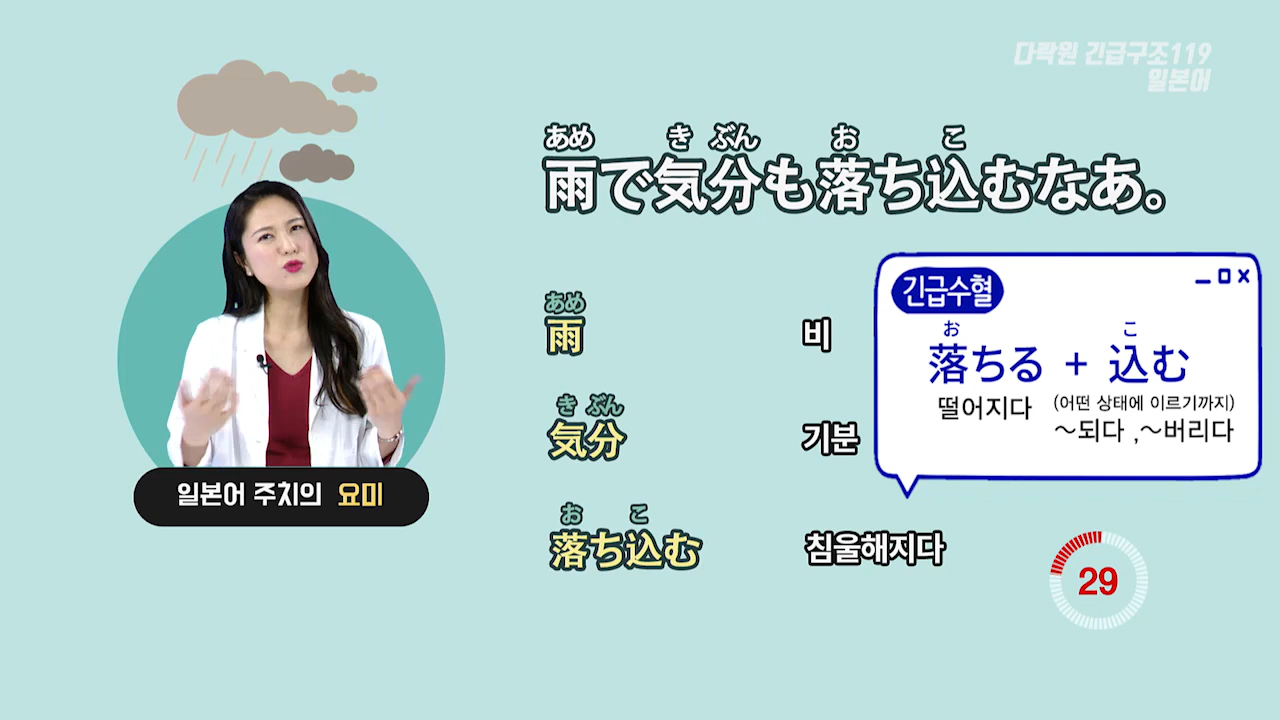 다락원 긴급구조119
일본어
あめ き ぶん お こ
雨で気分も落ち込むなあ。
긴급수혈
お こ
落ちる + 込む
떨어지다 (어떤 상태에 이르기까지)
～되다 ,～버리다
あめ
雨 비
き ぶん
気分 기분
お こ
落ち込む 침울해지다
일본어 주치의 요미
29